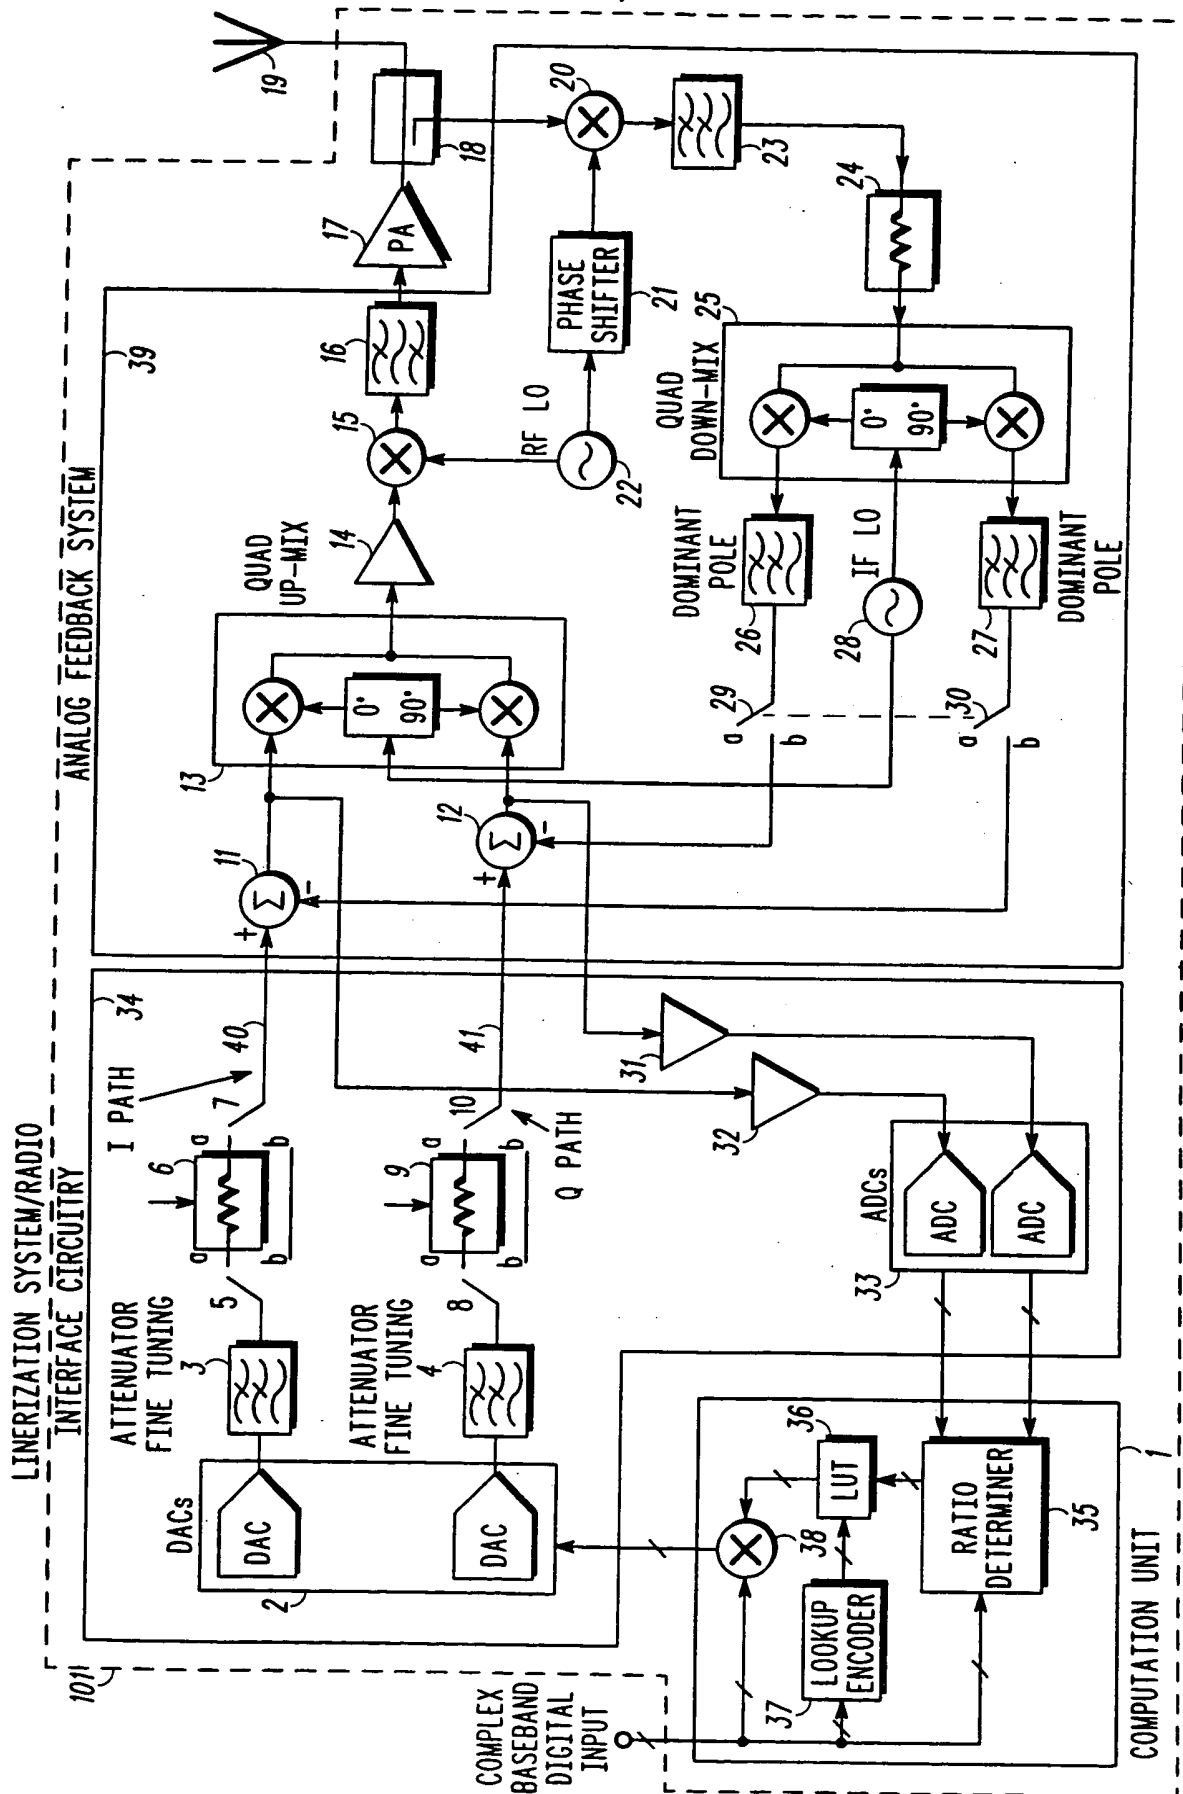 LINERIZATION SYSTEM/RADIO
INTERFACE CIRCUITRY
ANALOG FEEDBACK SYSTEM
101
34
39
I PATH
40
Q PATH
41
ATTENUATOR
FINE TUNING
3
5
6
7
a
b
a
b
ATTENUATOR
FINE TUNING
4
8
9
10
a
b
a
b
DACs
DAC
DAC
2
Σ
11
+
-
Σ
12
+
-
13
0°
90°
QUAD
UP-MIX
14
15
16
17
PA
18
19
20
PHASE
SHIFTER
21
RF LO
22
23
24
25
QUAD
DOWN-MIX
0°
90°
DOMINANT
POLE
26
IF LO
28
DOMINANT
POLE
27
29
a
b
30
a
b
31
32
ADCs
ADC
ADC
33
COMPLEX
BASEBAND
DIGITAL
INPUT
LOOKUP
ENCODER
37
38
LUT
36
RATIO
DETERMINER
35
1
COMPUTATION UNIT